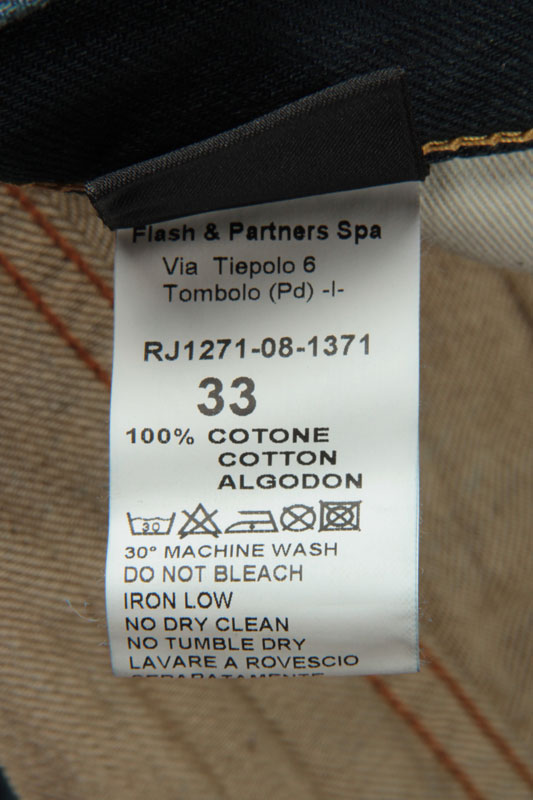 Flash & Partners Spa
Via Tiepolo 6
Tombolo (Pd) -I-
RJ1271-08-1371
33
100% COTONE
COTTON
ALGODON
30
30° MACHINE WASH
DO NOT BLEACH
IRON LOW
NO DRY CLEAN
NO TUMBLE DRY
LAVARE A ROVESCIO
SEPARATAMENTE